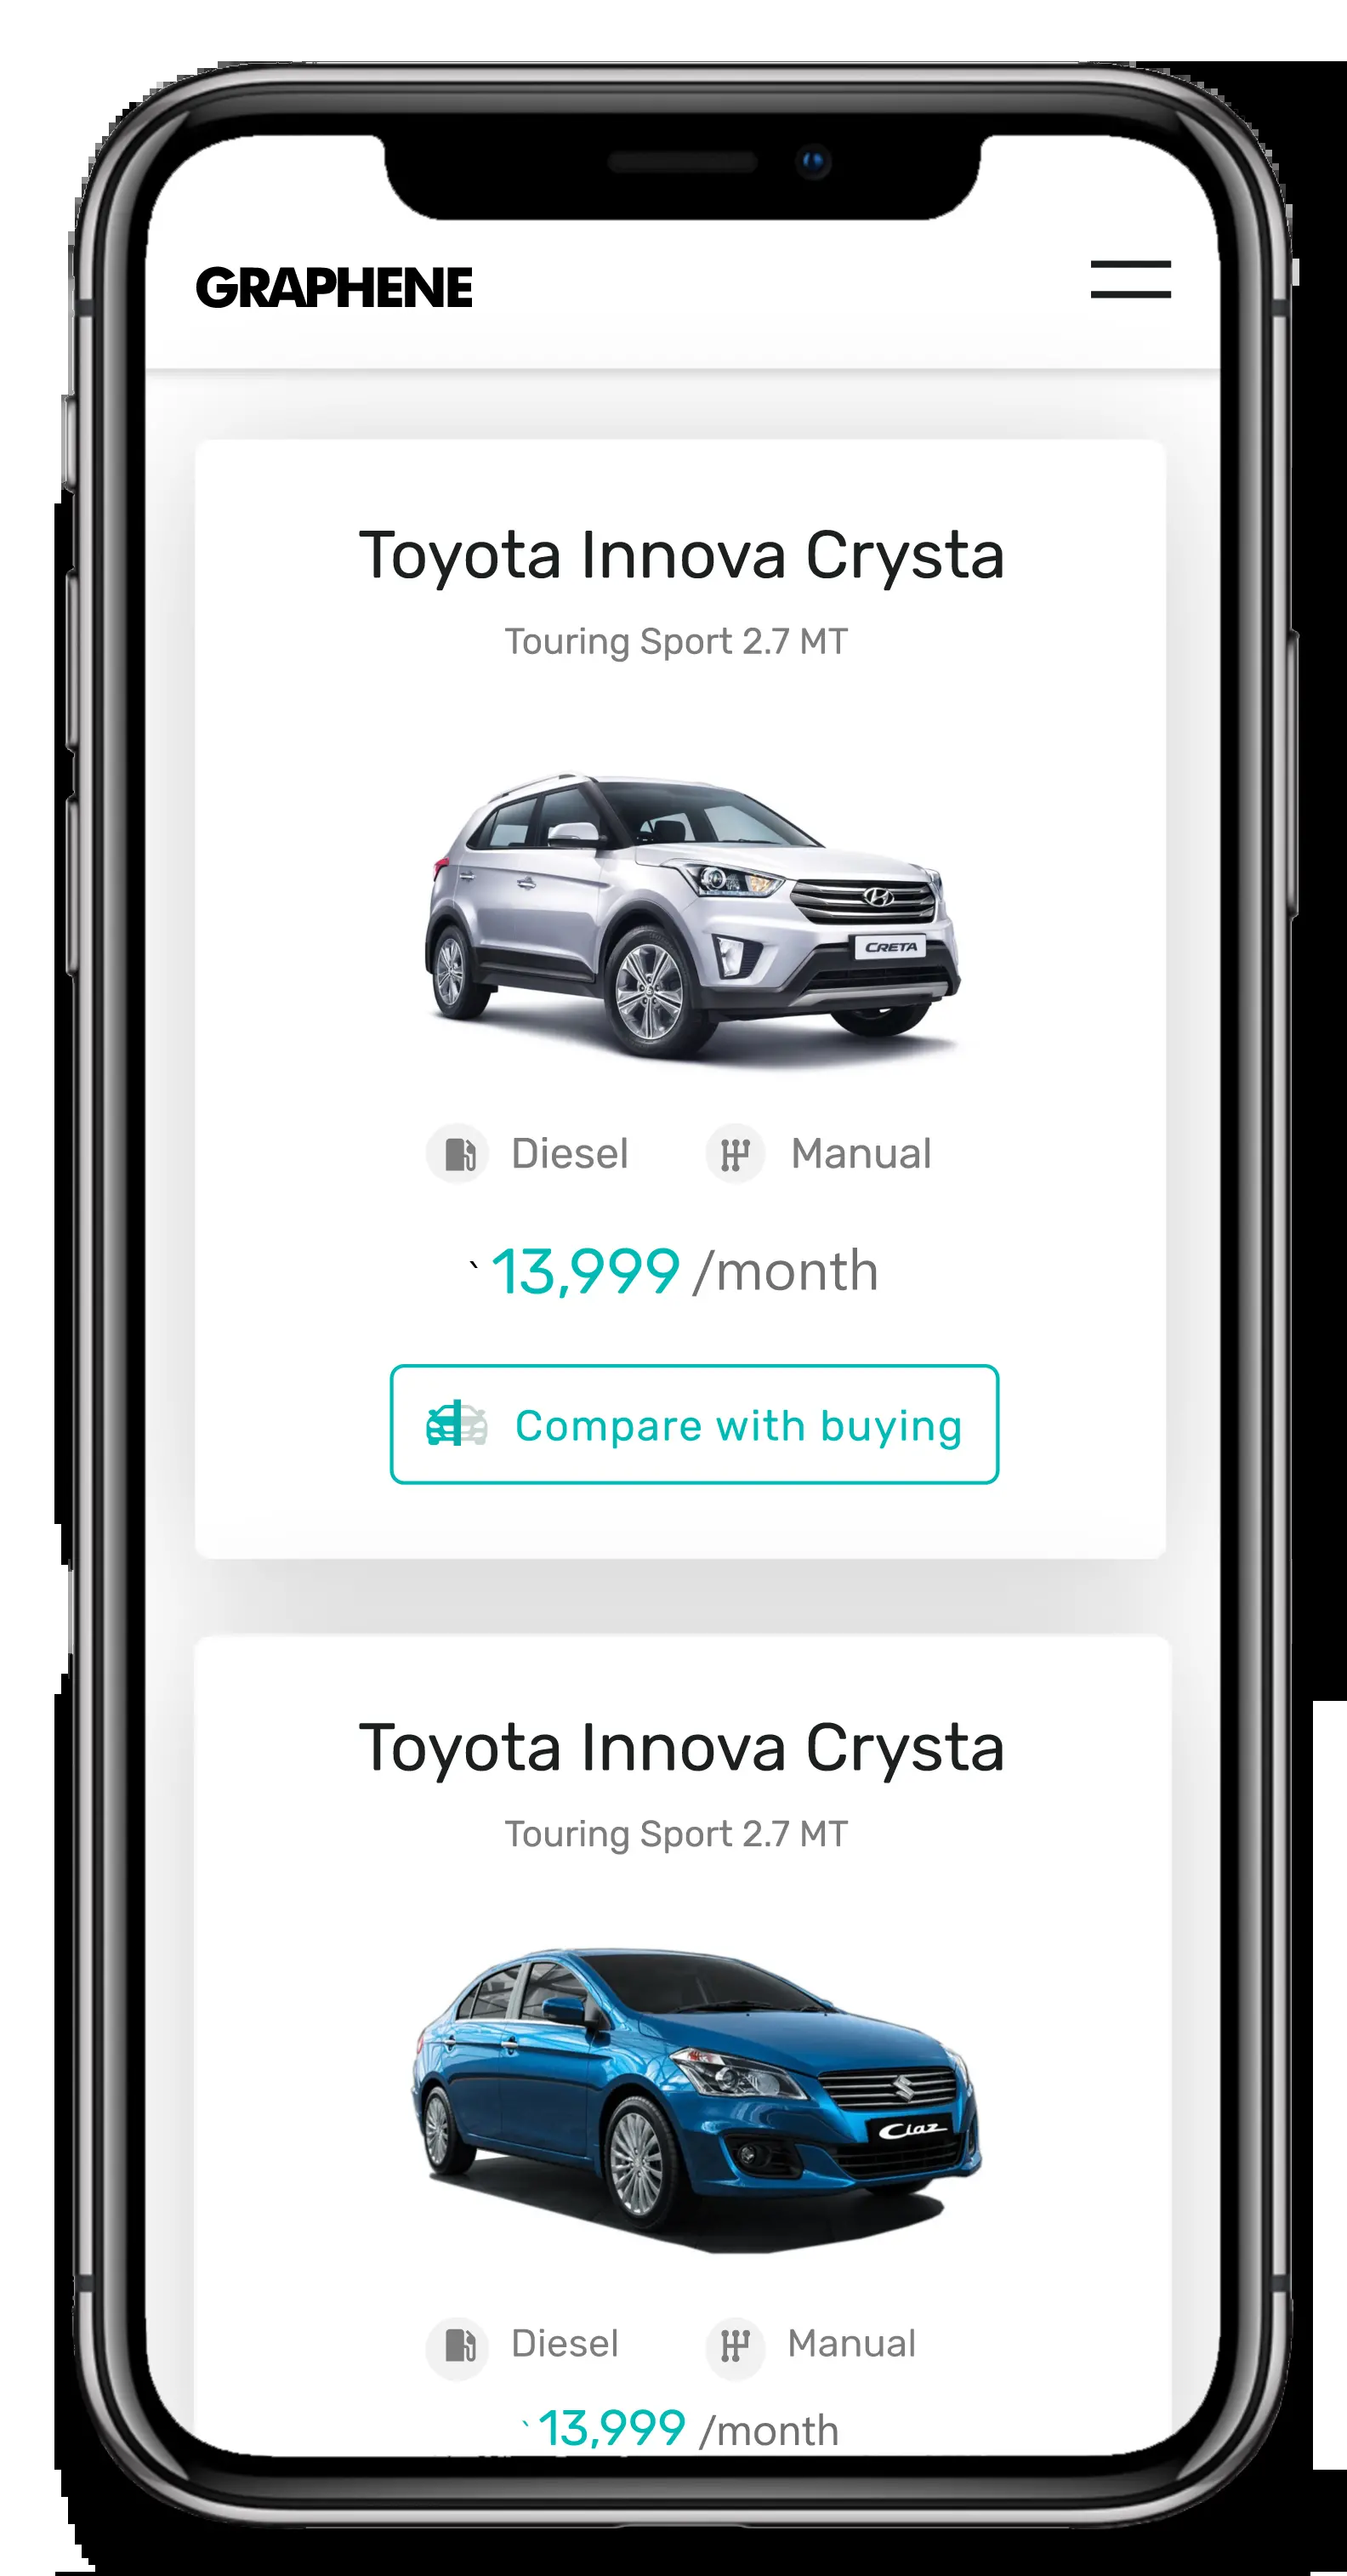 GRAPHENE
Toyota Innova Crysta
Touring Sport 2.7 MT
CRETA
Diesel Manual
` 13,999 /month
Compare with buying
Toyota Innova Crysta
Touring Sport 2.7 MT
Ciaz
Diesel Manual
` 13,999 /month